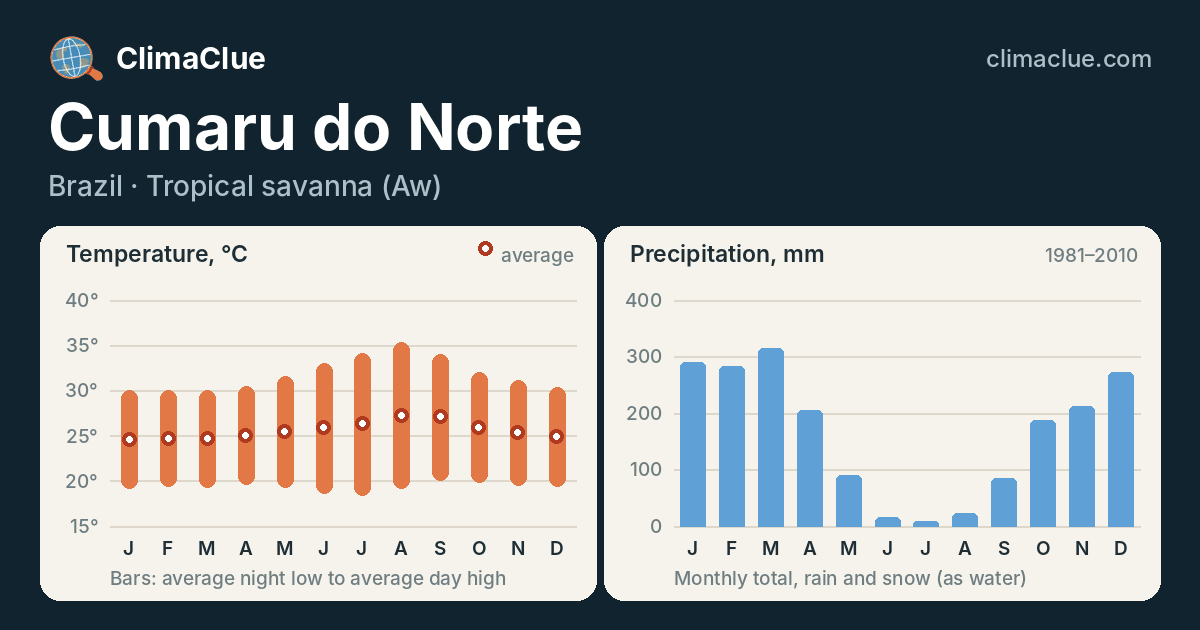 ClimaClue
climaclue.com
Cumaru do Norte
Brazil · Tropical savanna (Aw)
Temperature, °C
average
40°
35°
30°
25°
20°
15°
J F M A M J J A S O N D
Bars: average night low to average day high
Precipitation, mm
1981–2010
400
300
200
100
0
J F M A M J J A S O N D
Monthly total, rain and snow (as water)